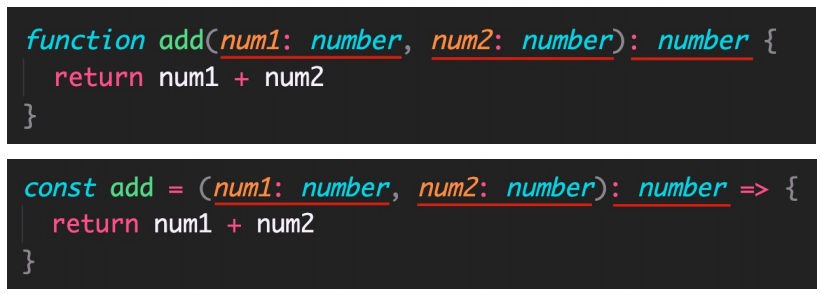 function add(num1: number, num2: number): number {
  return num1 + num2
}
const add = (num1: number, num2: number): number => {
  return num1 + num2
}